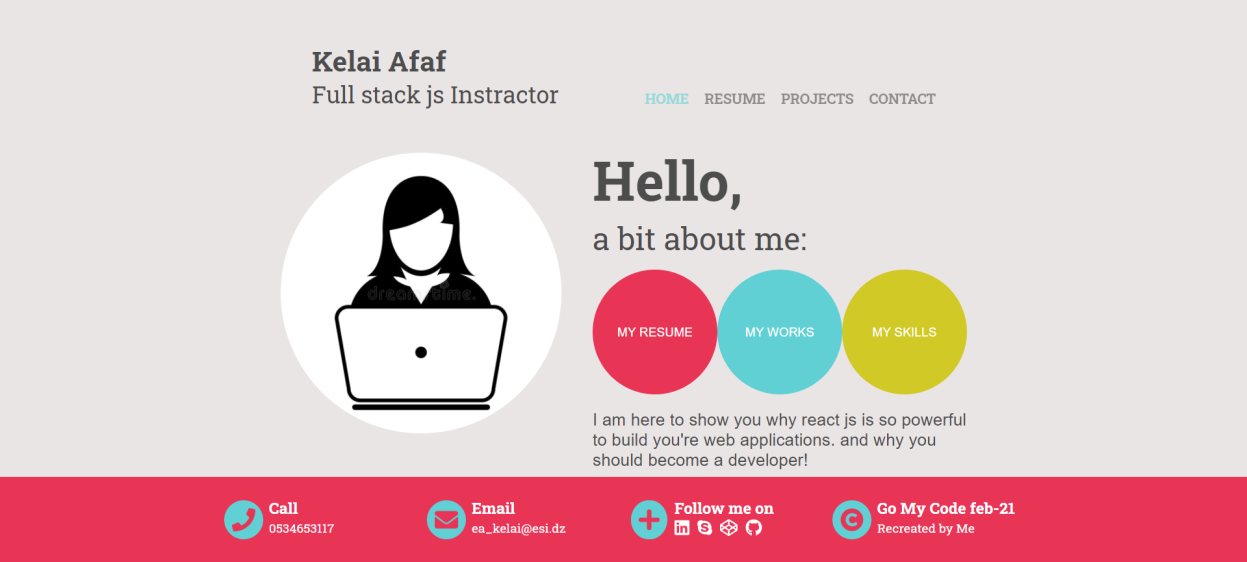 Kelai Afaf
Full stack js Instractor
HOME RESUME PROJECTS CONTACT
dreamstime.
Hello,
a bit about me:
MY RESUME MY WORKS MY SKILLS
I am here to show you why react js is so powerful
to build you're web applications. and why you
should become a developer!
Call
0534653117
Email
ea_kelai@esi.dz
Follow me on
Go My Code feb-21
Recreated by Me